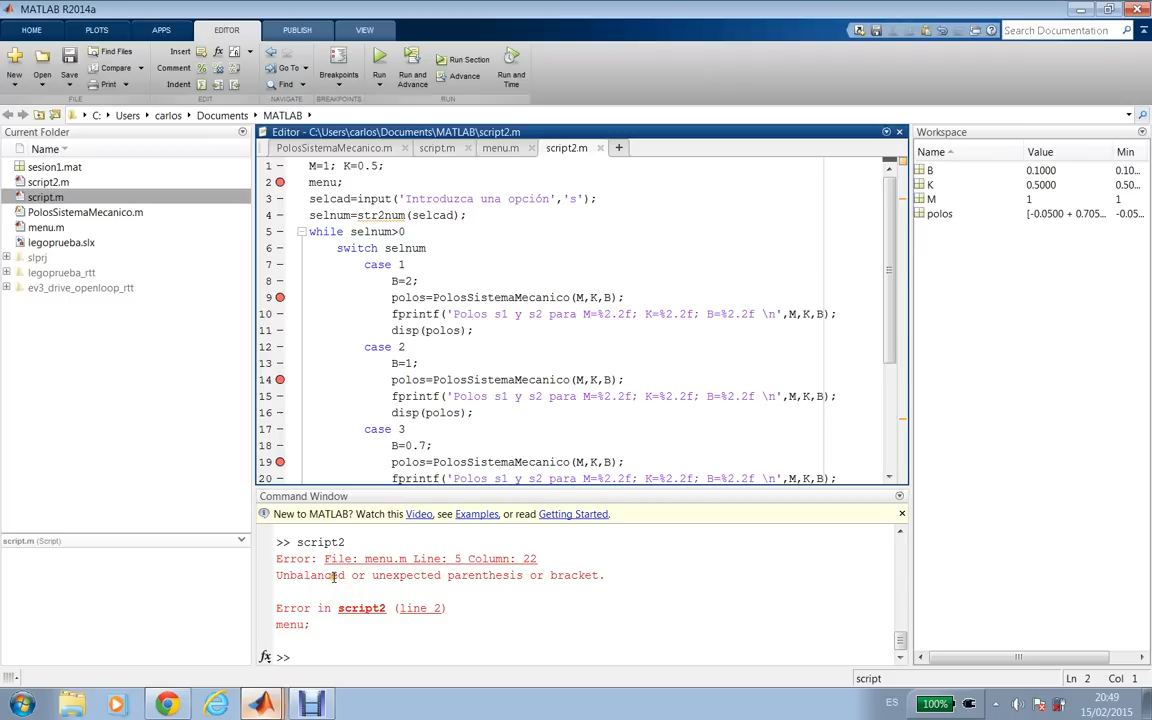 MATLAB R2014a
HOME PLOTS APPS EDITOR PUBLISH VIEW
Search Documentation
New Open Save Find Files Compare Print
Insert Comment Indent
Go To Find
Breakpoints
Run Run and Advance Run Section Advance Run and Time
FILE EDIT NAVIGATE BREAKPOINTS RUN
C: Users carlos Documents MATLAB
Current Folder
Name
sesion1.mat
script2.m
script.m
PolosSistemaMecanico.m
menu.m
legoprueba.slx
slprj
legoprueba_rtt
ev3_drive_openloop_rtt
script.m (Script)
Editor - C:\Users\carlos\Documents\MATLAB\script2.m
PolosSistemaMecanico.m script.m menu.m script2.m
1 M=1; K=0.5;
2 menu;
3 selcad=input('Introduzca una opción','s');
4 selnum=str2num(selcad);
5 while selnum>0
6 switch selnum
7 case 1
8 B=2;
9 polos=PolosSistemaMecanico(M,K,B);
10 fprintf('Polos s1 y s2 para M=%2.2f; K=%2.2f; B=%2.2f \n',M,K,B);
11 disp(polos);
12 case 2
13 B=1;
14 polos=PolosSistemaMecanico(M,K,B);
15 fprintf('Polos s1 y s2 para M=%2.2f; K=%2.2f; B=%2.2f \n',M,K,B);
16 disp(polos);
17 case 3
18 B=0.7;
19 polos=PolosSistemaMecanico(M,K,B);
20 fprintf('Polos s1 y s2 para M=%2.2f; K=%2.2f; B=%2.2f \n',M,K,B);
Command Window
New to MATLAB? Watch this Video, see Examples, or read Getting Started.
>> script2
Error: File: menu.m Line: 5 Column: 22
Unbalanced or unexpected parenthesis or bracket.
Error in script2 (line 2)
menu;
fx >>
Workspace
Name Value Min
B 0.1000 0.10...
K 0.5000 0.50...
M 1 1
polos [-0.0500 + 0.705... -0.05...
script Ln 2 Col 1
ES 100% 20:49
15/02/2015